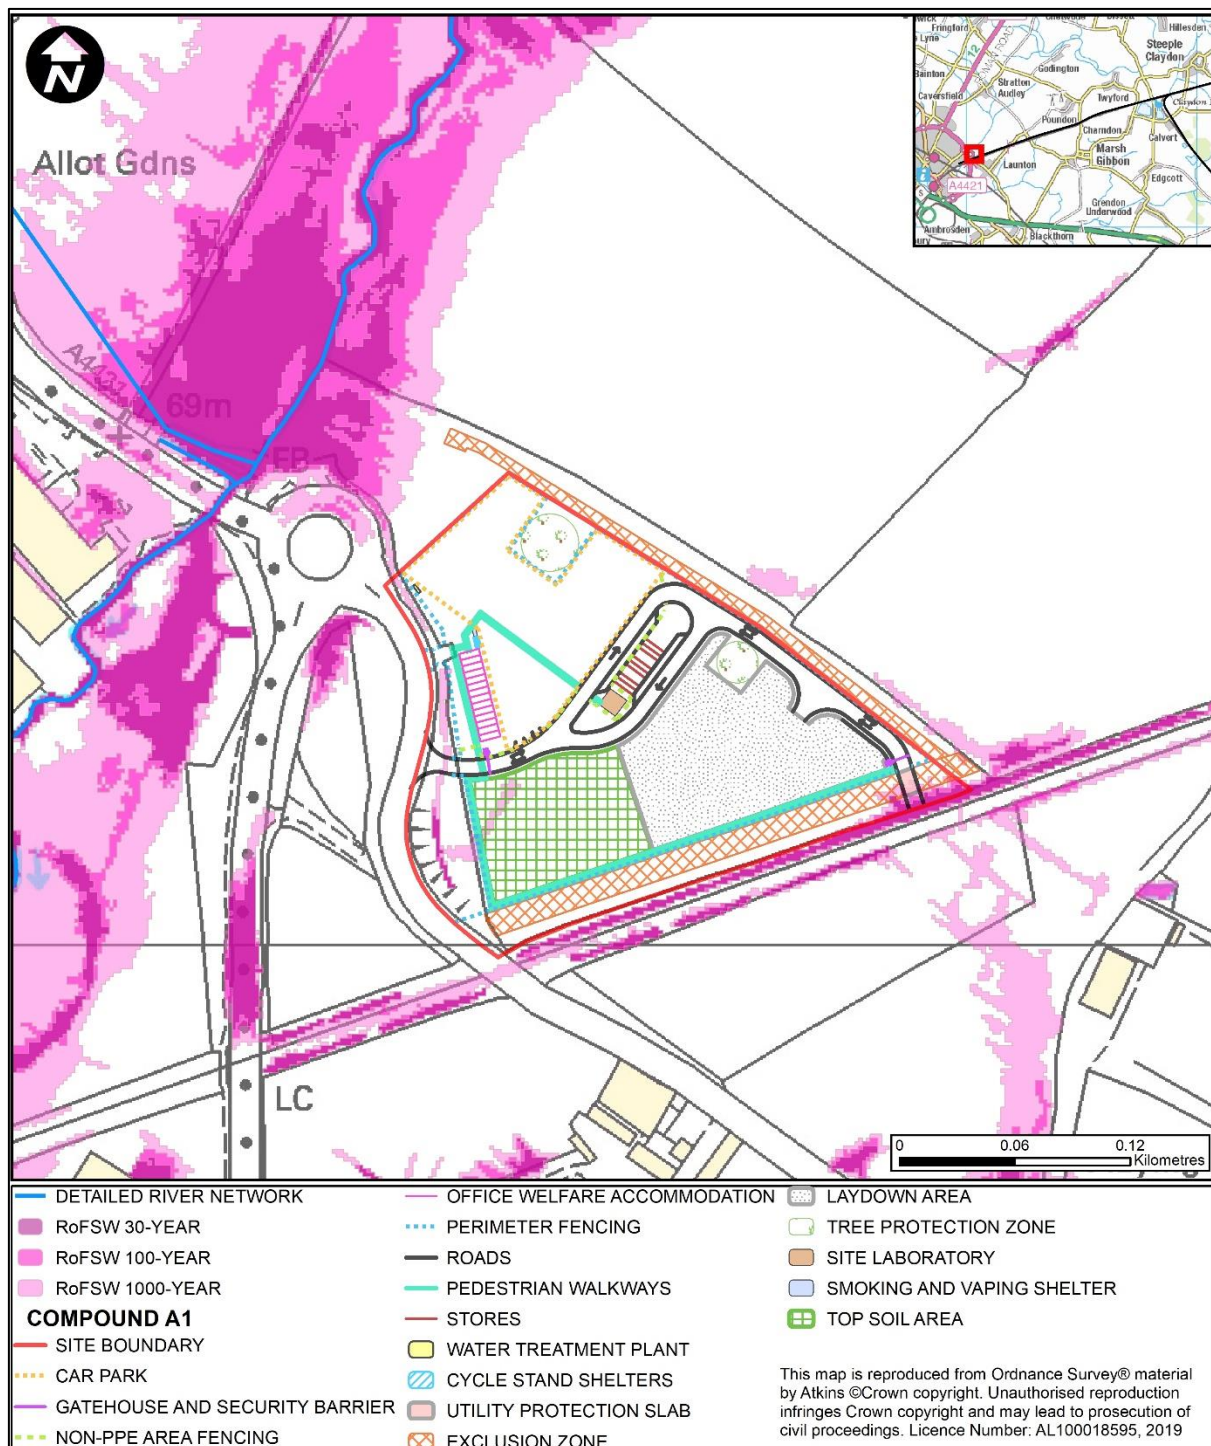 N
Allot Gdns
A4421
69m
FB
LC
Fringford
Hillesden
Steeple
Claydon
Godington
Stratton
Audley
Bainton
Caversfield
Twyford
Poundon
Charndon
Calvert
Marsh
Gibbon
Launton
Edgcott
A4421
Grendon
Underwood
Ambrosden
Blackthorn
0 0.06 0.12
Kilometres
DETAILED RIVER NETWORK
RoFSW 30-YEAR
RoFSW 100-YEAR
RoFSW 1000-YEAR
COMPOUND A1
SITE BOUNDARY
CAR PARK
GATEHOUSE AND SECURITY BARRIER
NON-PPE AREA FENCING
OFFICE WELFARE ACCOMMODATION
PERIMETER FENCING
ROADS
PEDESTRIAN WALKWAYS
STORES
WATER TREATMENT PLANT
CYCLE STAND SHELTERS
UTILITY PROTECTION SLAB
EXCLUSION ZONE
LAYDOWN AREA
TREE PROTECTION ZONE
SITE LABORATORY
SMOKING AND VAPING SHELTER
TOP SOIL AREA
This map is reproduced from Ordnance Survey® material
by Atkins ©Crown copyright. Unauthorised reproduction
infringes Crown copyright and may lead to prosecution of
civil proceedings. Licence Number: AL100018595, 2019